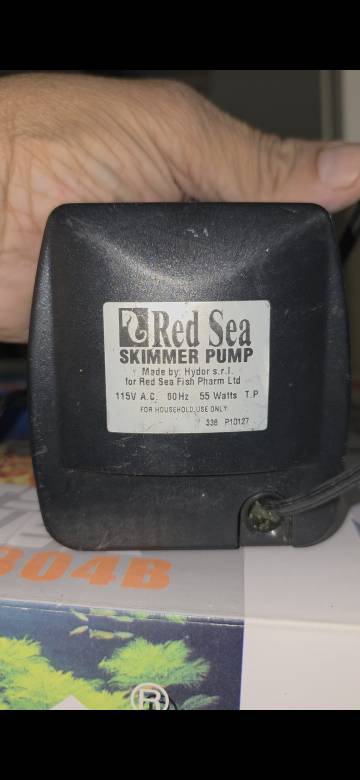 Red Sea
SKIMMER PUMP
Made by: Hydor s.r.l.
for Red Sea Fish Pharm Ltd
115V A.C. 60Hz 55 Watts T.P
FOR HOUSEHOLD USE ONLY
338 P10127
304B
®